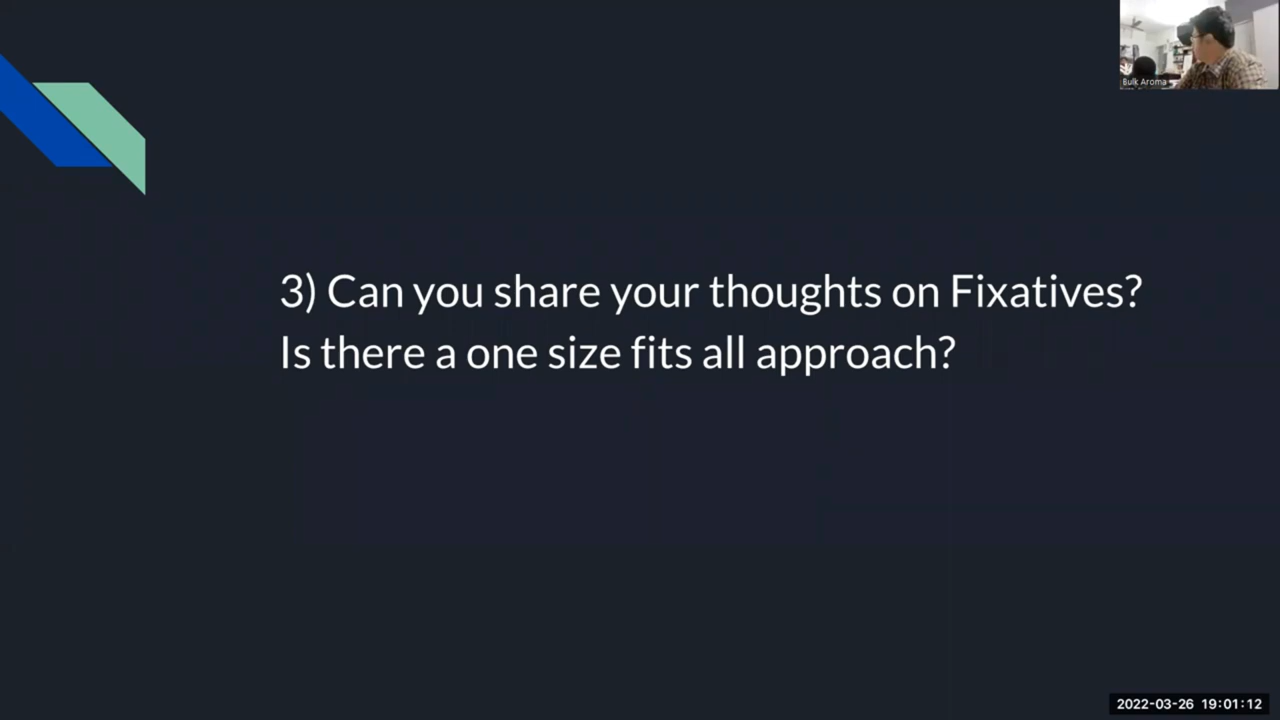 Bulk Aroma
3) Can you share your thoughts on Fixatives?
Is there a one size fits all approach?
2022-03-26 19:01:12